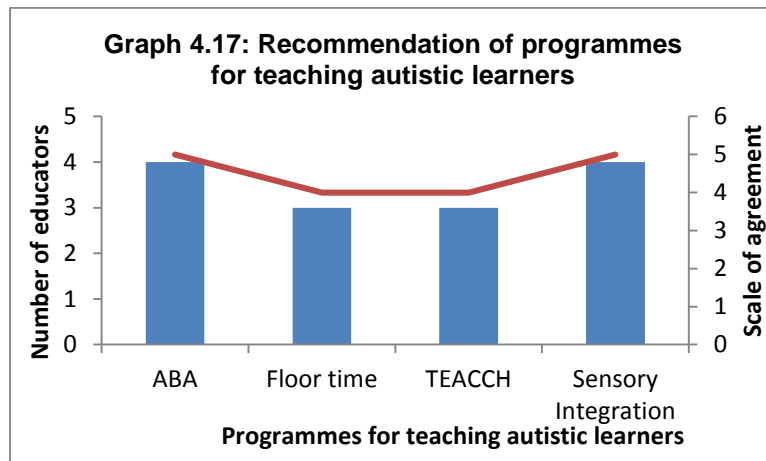 Graph 4.17: Recommendation of programmes
for teaching autistic learners
Number of educators
5
4
3
2
1
0
6
5
4
3
2
1
0
Scale of agreement
ABA
Floor time
TEACCH
Sensory
Integration
Programmes for teaching autistic learners